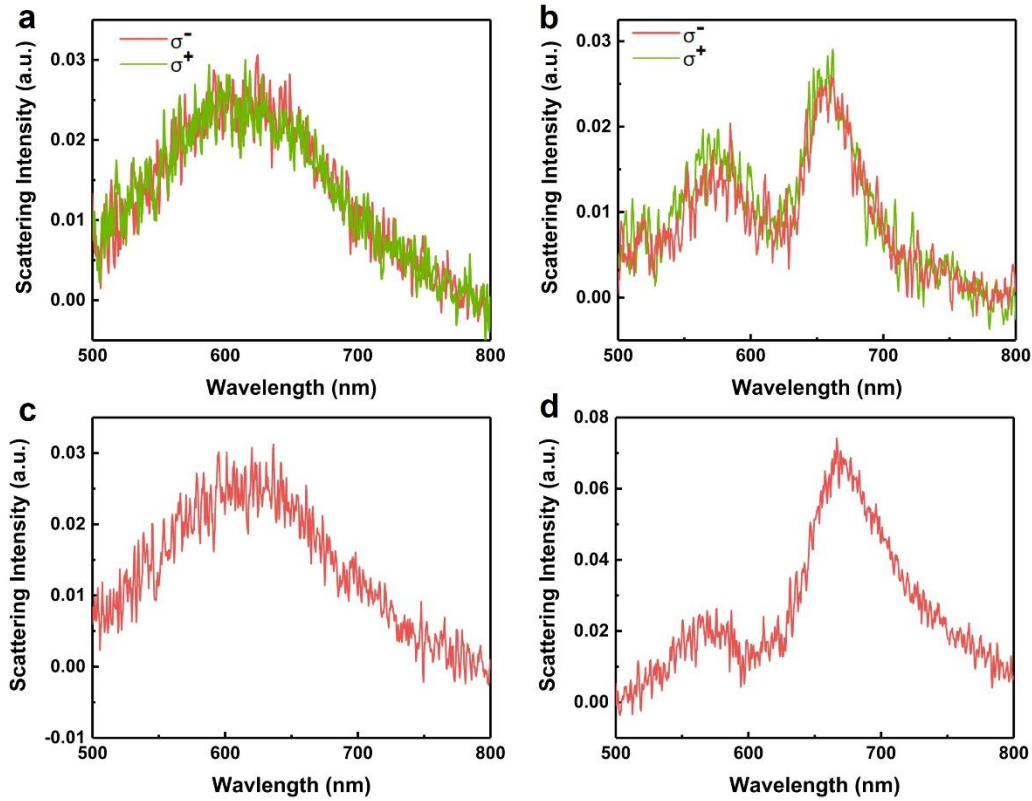 a
σ-
σ+
0.03
0.02
0.01
0.00
Scattering Intensity (a.u.)
500 600 700 800
Wavelength (nm)
b
σ-
σ+
0.03
0.02
0.01
0.00
Scattering Intensity (a.u.)
500 600 700 800
Wavelength (nm)
c
0.03
0.02
0.01
0.00
-0.01
Scattering Intensity (a.u.)
500 600 700 800
Wavlength (nm)
d
0.08
0.06
0.04
0.02
0.00
Scattering Intensity (a.u.)
500 600 700 800
Wavelength (nm)